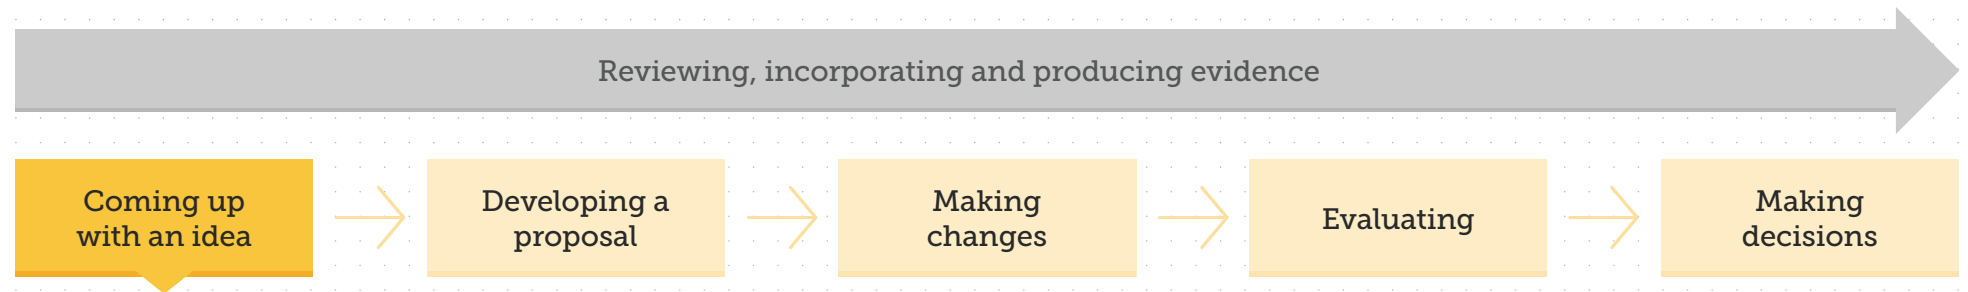 Reviewing, incorporating and producing evidence
Coming up
with an idea
Developing a
proposal
Making
changes
Evaluating
Making
decisions